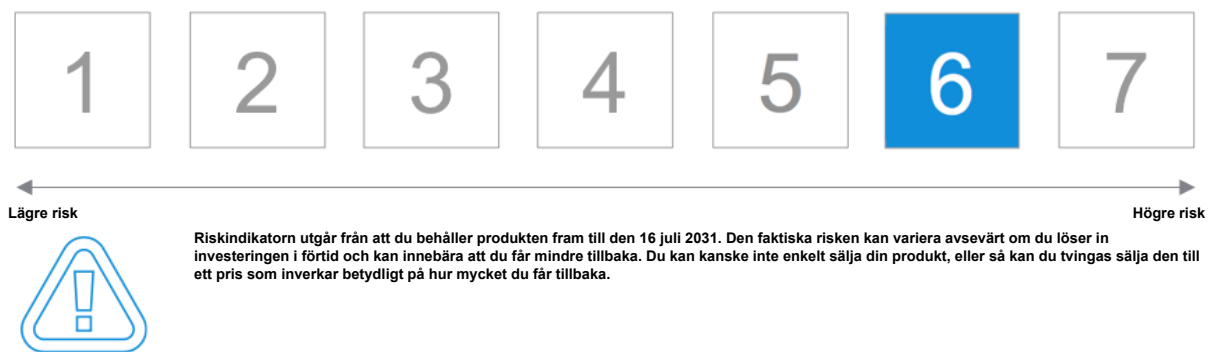 1 2 3 4 5 6 7
Lägre risk Högre risk
Riskindikatorn utgår från att du behåller produkten fram till den 16 juli 2031. Den faktiska risken kan variera avsevärt om du löser in
investeringen i förtid och kan innebära att du får mindre tillbaka. Du kan kanske inte enkelt sälja din produkt, eller så kan du tvingas sälja den till
ett pris som inverkar betydligt på hur mycket du får tillbaka.